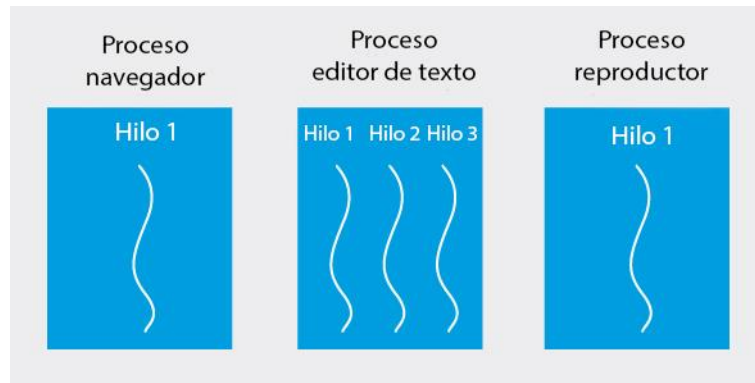 Proceso
navegador
Hilo 1
Proceso
editor de texto
Hilo 1 Hilo 2 Hilo 3
Proceso
reproductor
Hilo 1